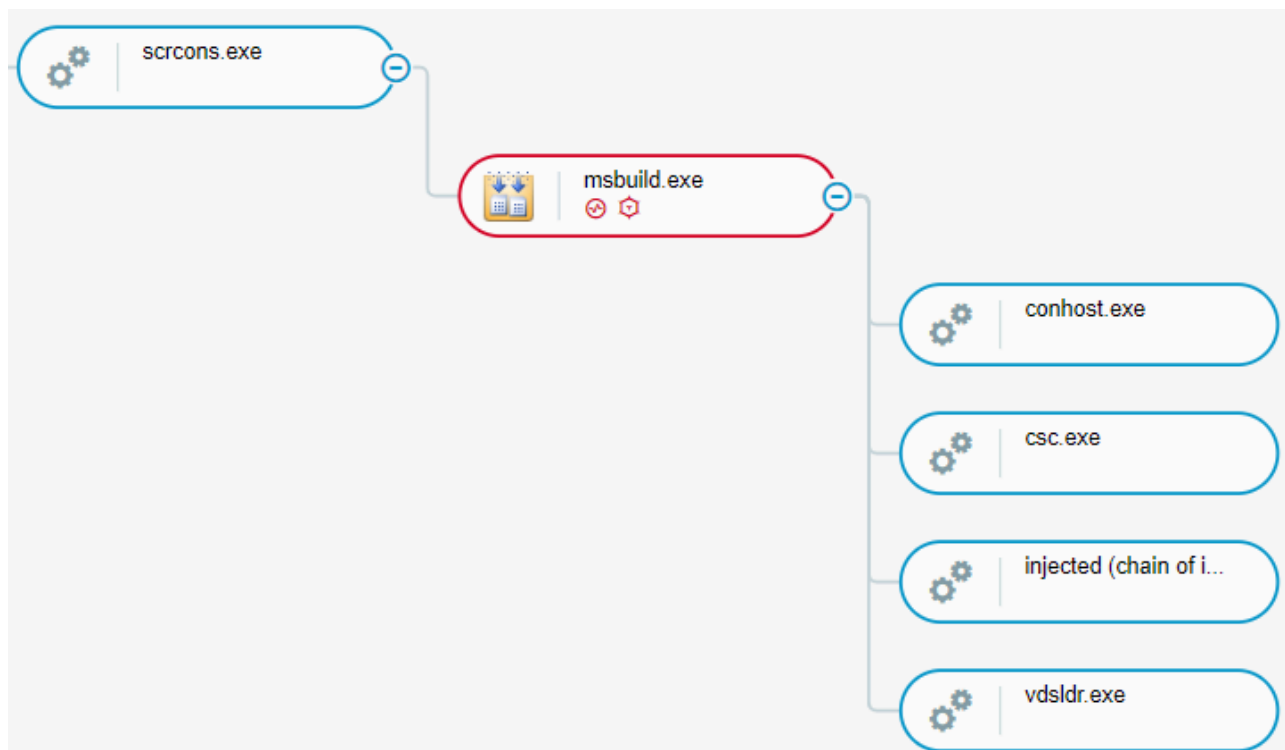 scrcons.exe
msbuild.exe
conhost.exe
csc.exe
injected (chain of i...
vdsldr.exe